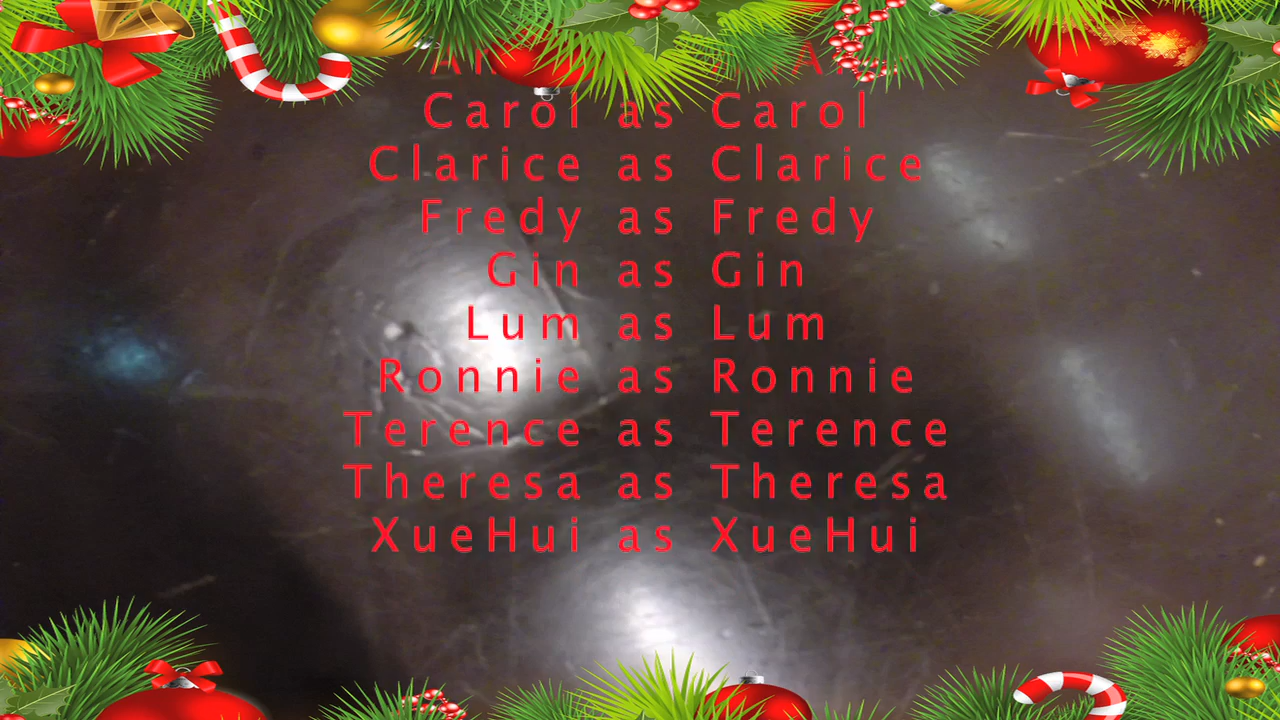 Carol as Carol
Clarice as Clarice
Fredy as Fredy
Gin as Gin
Lum as Lum
Ronnie as Ronnie
Terence as Terence
Theresa as Theresa
XueHui as XueHui